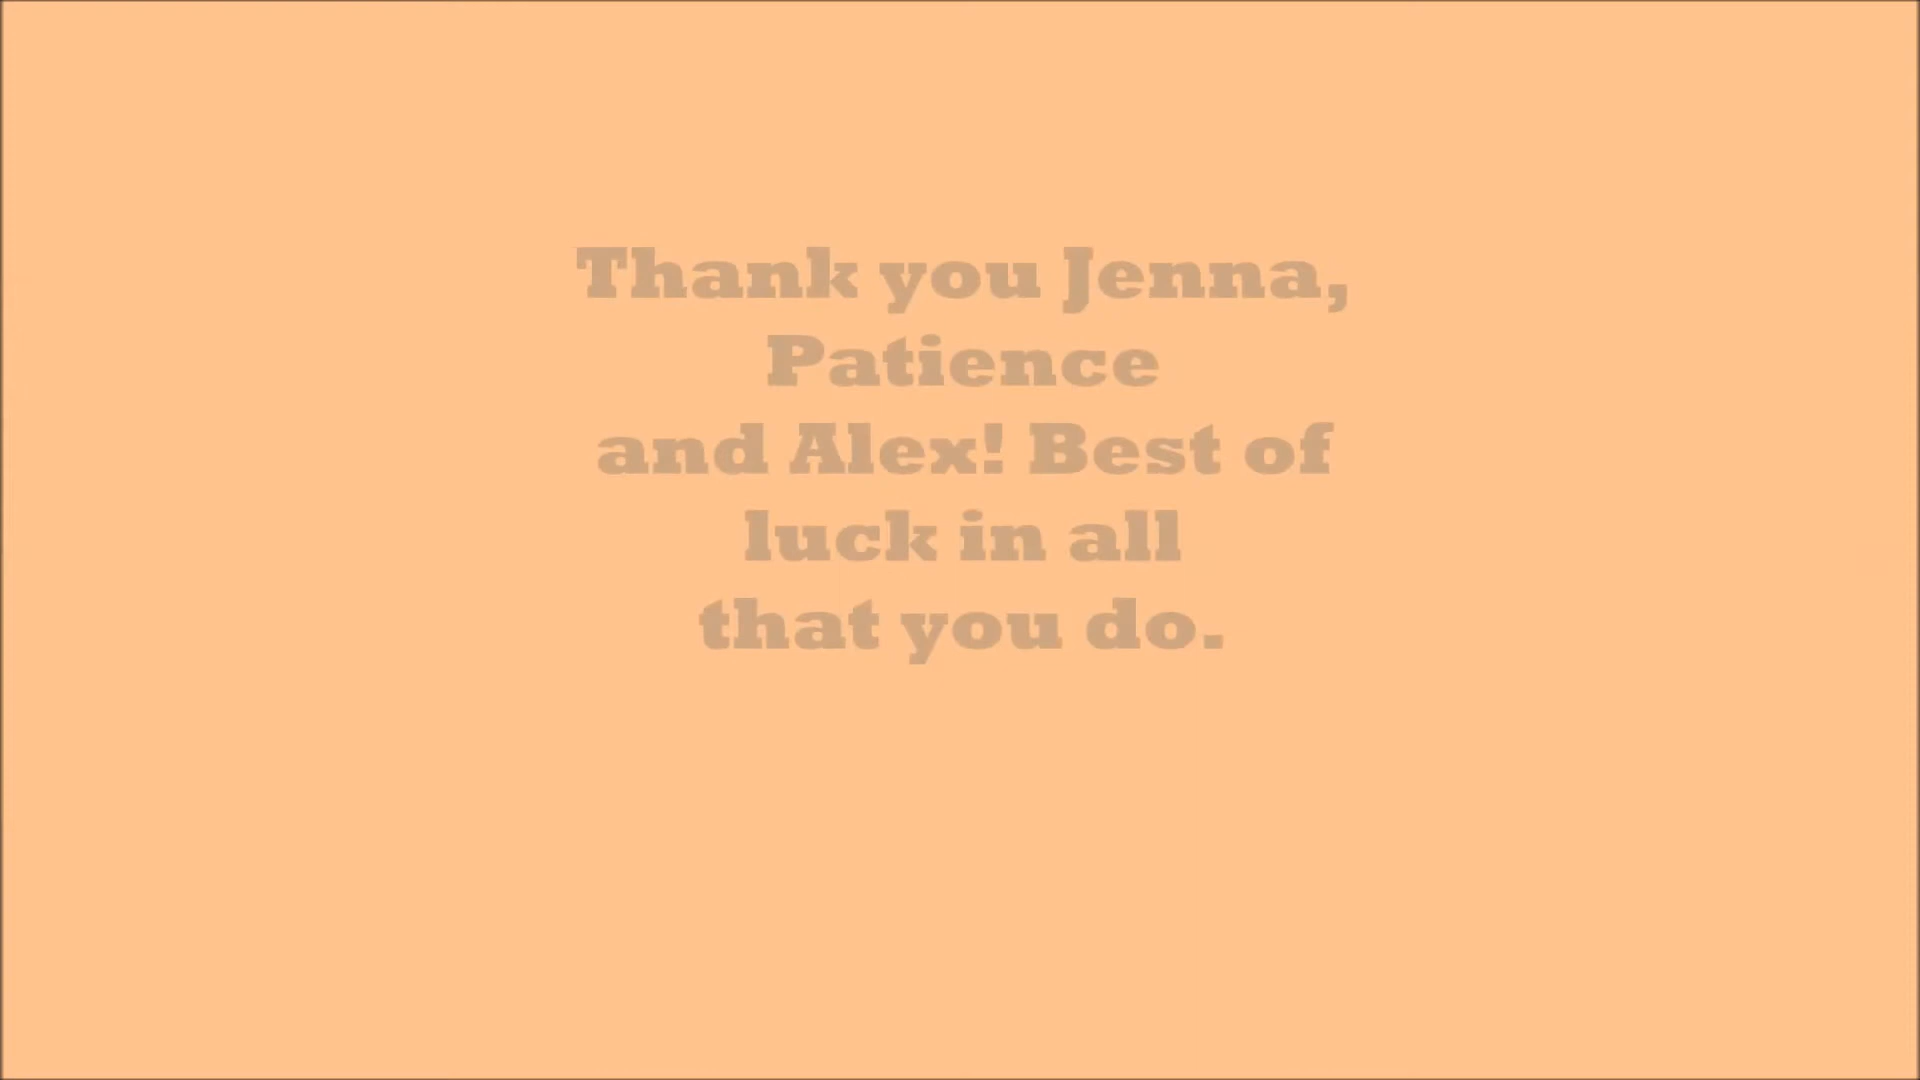 Thank you Jenna,
Patience
and Alex! Best of
luck in all
that you do.